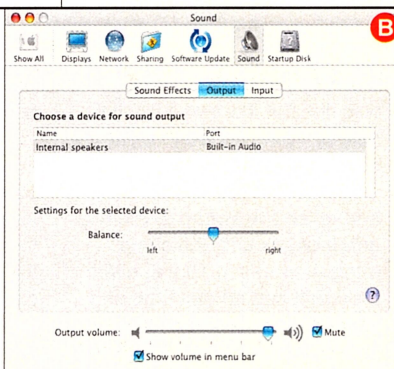 Sound
B
Show All Displays Network Sharing Software Update Sound Startup Disk
Sound Effects Output Input
Choose a device for sound output
Name Port
Internal speakers Built-in Audio
Settings for the selected device:
Balance:
left right
?
Output volume: Mute
Show volume in menu bar